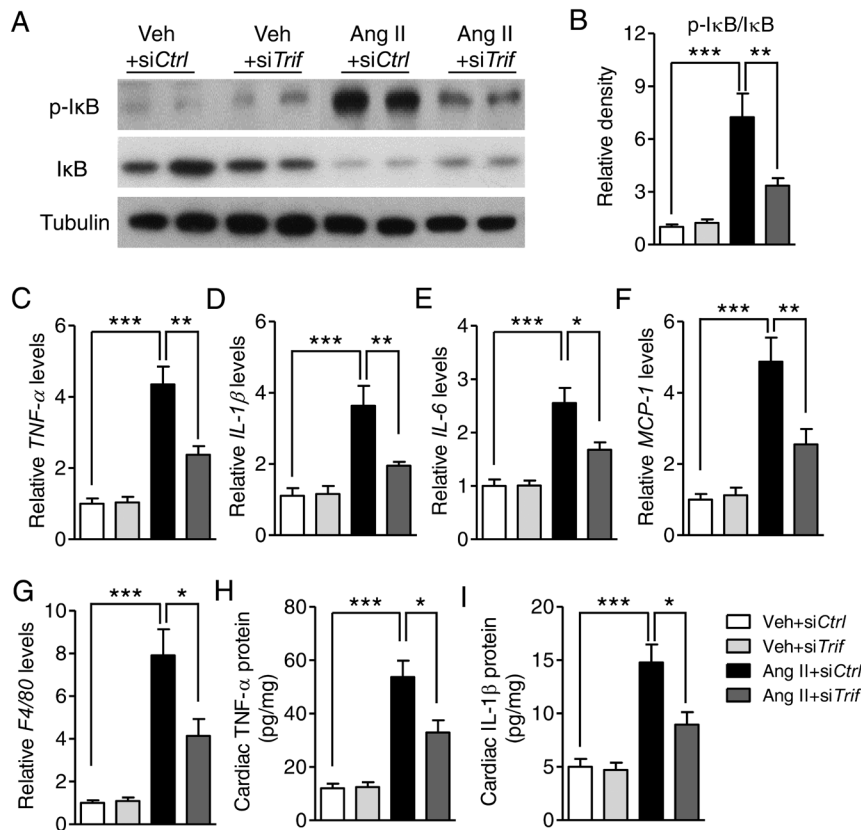 A
Veh
+siCtrl
Veh
+siTrif
Ang II
+siCtrl
Ang II
+siTrif
p-IκB
IκB
Tubulin
B
p-IκB/IκB
Relative density
12
9
6
3
0
***
**
C
Relative TNF-α levels
6
4
2
0
***
**
D
Relative IL-1β levels
6
4
2
0
***
**
E
Relative IL-6 levels
4
3
2
1
0
***
*
F
Relative MCP-1 levels
6
4
2
0
***
**
G
Relative F4/80 levels
10
8
6
4
2
0
***
*
H
Cardiac TNF-α protein
(pg/mg)
80
60
40
20
0
***
*
I
Cardiac IL-1β protein
(pg/mg)
20
15
10
5
0
***
*
Veh+siCtrl
Veh+siTrif
Ang II+siCtrl
Ang II+siTrif